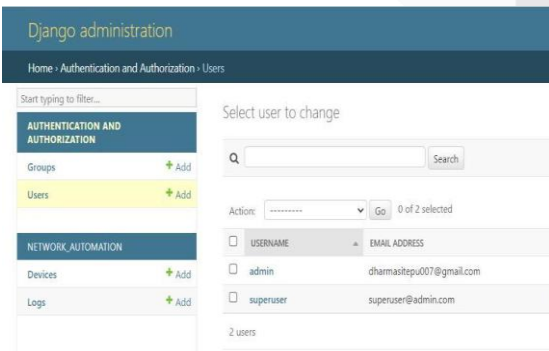 Django administration
Home › Authentication and Authorization › Users
Start typing to filter...
AUTHENTICATION AND
AUTHORIZATION
Groups + Add
Users + Add
NETWORK_AUTOMATION
Devices + Add
Logs + Add
Select user to change
Search
Action: --------- Go 0 of 2 selected
USERNAME EMAIL ADDRESS
admin dharmasitepu007@gmail.com
superuser superuser@admin.com
2 users